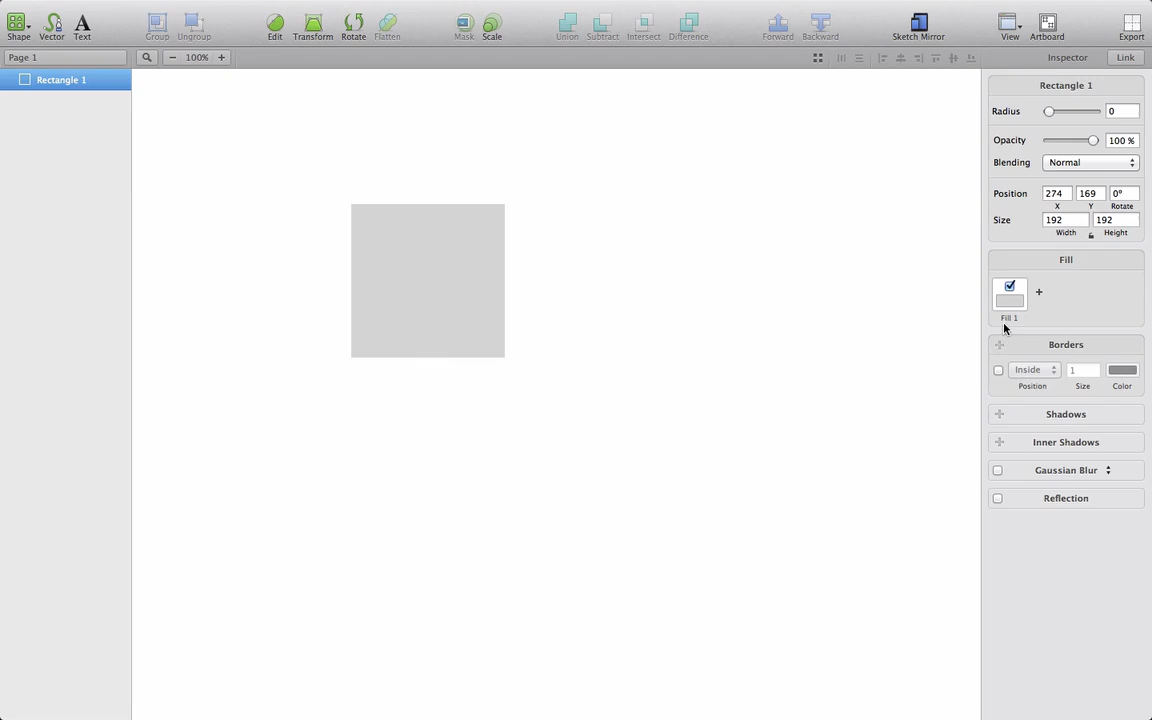 Shape Vector Text Group Ungroup Edit Transform Rotate Flatten Mask Scale Union Subtract Intersect Difference Forward Backward Sketch Mirror View Artboard Export
Page 1 100% Inspector Link
Rectangle 1
Rectangle 1
Radius 0
Opacity 100 %
Blending Normal
Position 274 169 0°
X Y Rotate
Size 192 192
Width Height
Fill
Fill 1
Borders
Inside 1
Position Size Color
Shadows
Inner Shadows
Gaussian Blur
Reflection